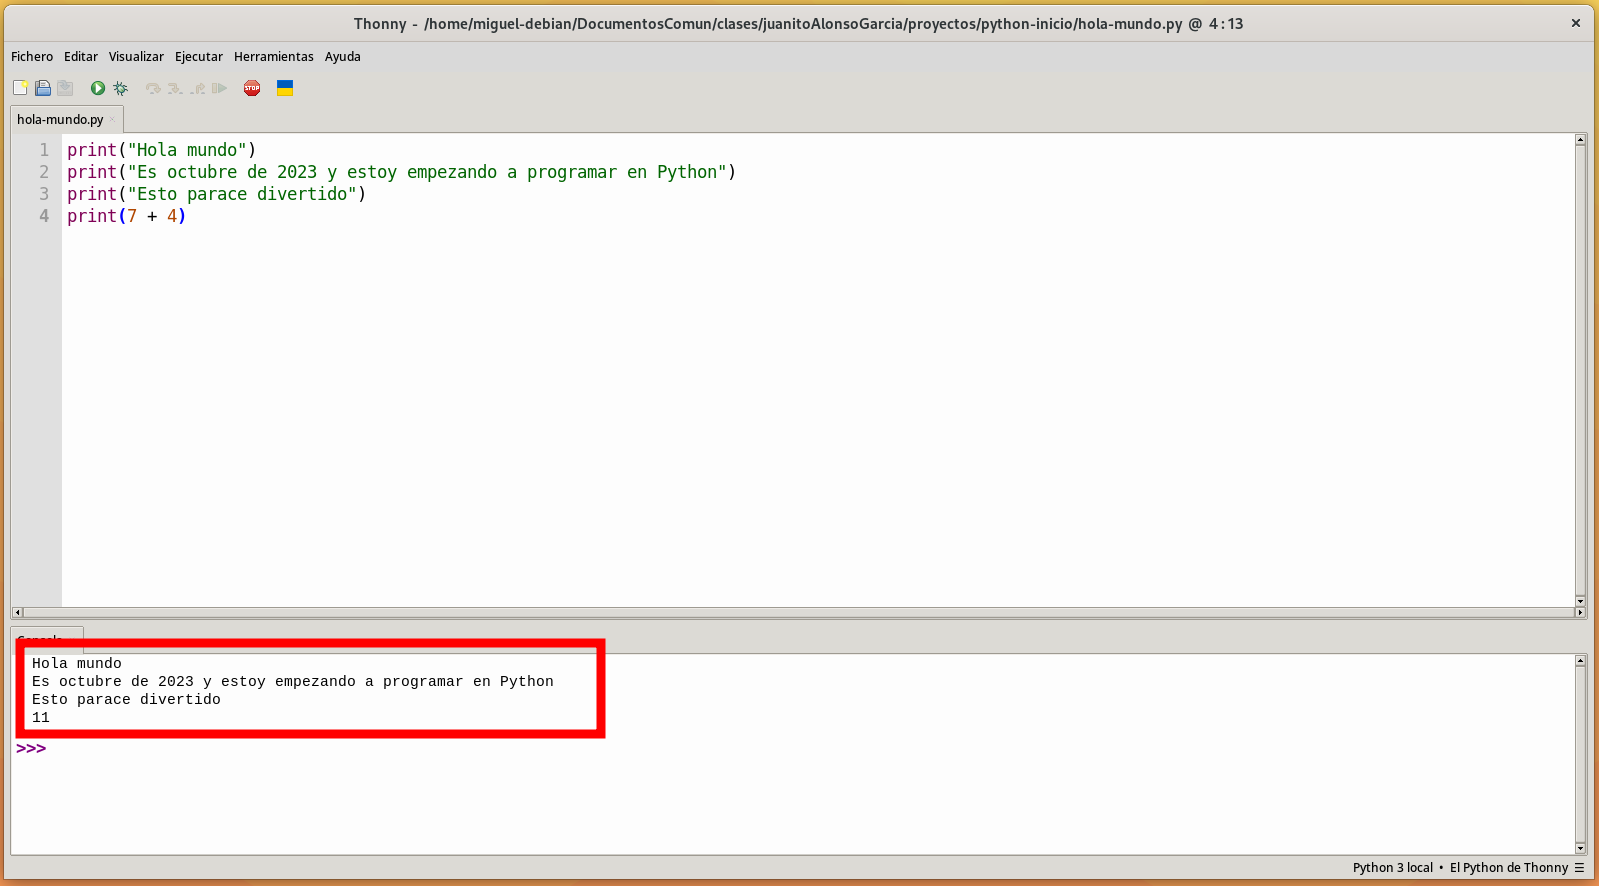 Thonny - /home/miguel-debian/DocumentosComun/clases/juanitoAlonsoGarcia/proyectos/python-inicio/hola-mundo.py @ 4:13
Fichero Editar Visualizar Ejecutar Herramientas Ayuda
STOP
hola-mundo.py
1 print("Hola mundo")
2 print("Es octubre de 2023 y estoy empezando a programar en Python")
3 print("Esto parace divertido")
4 print(7 + 4)
Hola mundo
Es octubre de 2023 y estoy empezando a programar en Python
Esto parace divertido
11
>>>
Python 3 local • El Python de Thonny